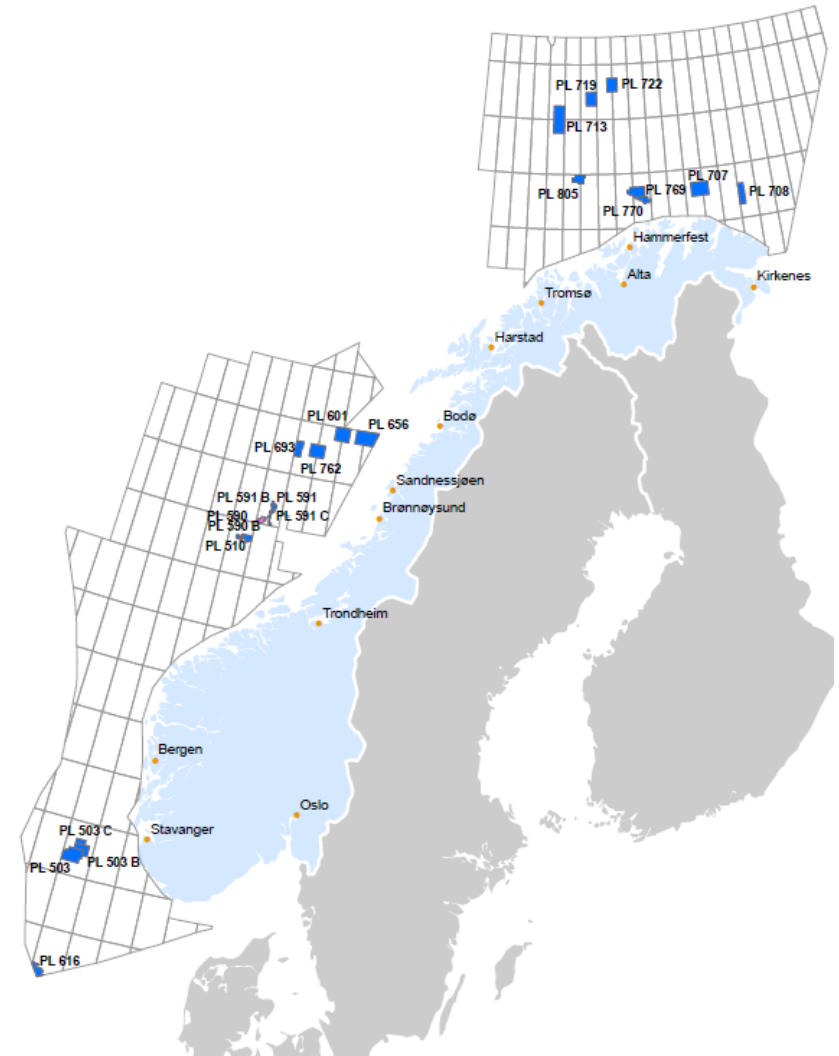 PL 719
PL 722
PL 713
PL 805
PL 769
PL 707
PL 708
PL 770
Hammerfest
Alta
Kirkenes
Tromsø
Harstad
PL 601
PL 656
Bodø
PL 693
PL 762
PL 591 B
PL 591
Sandnessjøen
PL 590
PL 591 C
Brønnøysund
PL 590 B
PL 510
Trondheim
Bergen
Oslo
PL 503 C
Stavanger
PL 503
PL 503 B
PL 616